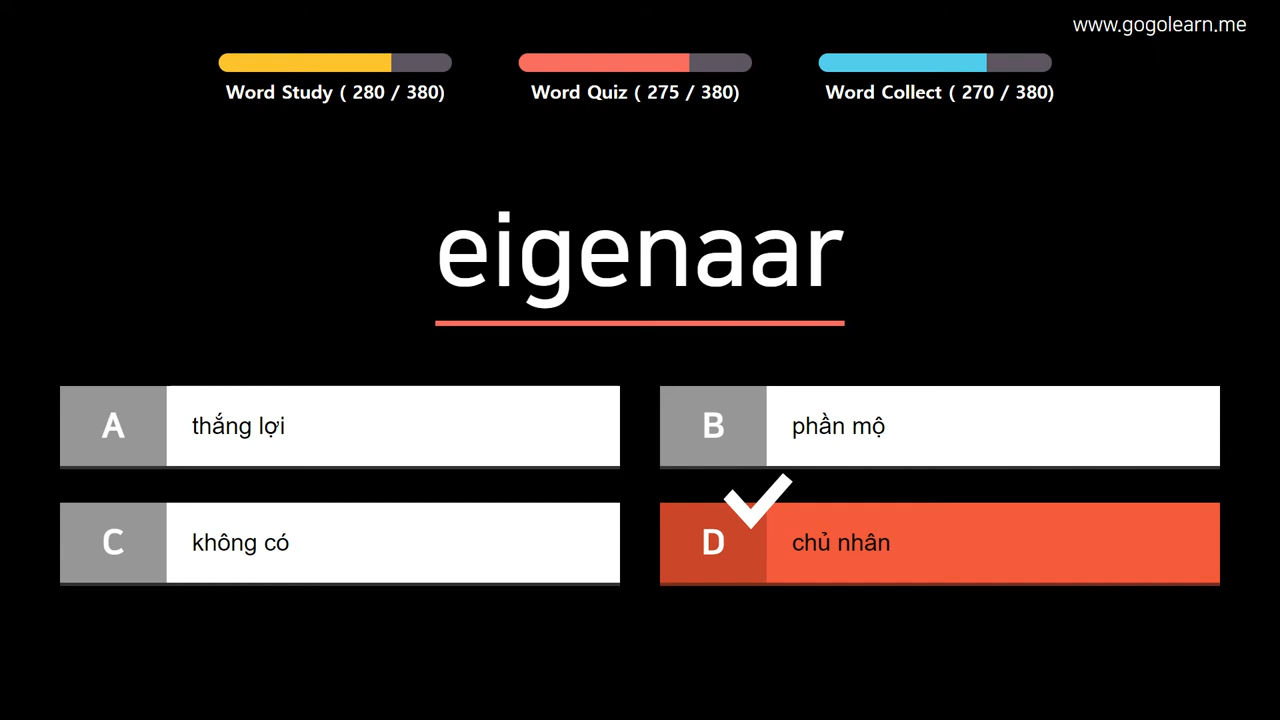 www.gogolearn.me
Word Study ( 280 / 380)
Word Quiz ( 275 / 380)
Word Collect ( 270 / 380)
eigenaar
A thắng lợi
B phần mộ
C không có
D chủ nhân